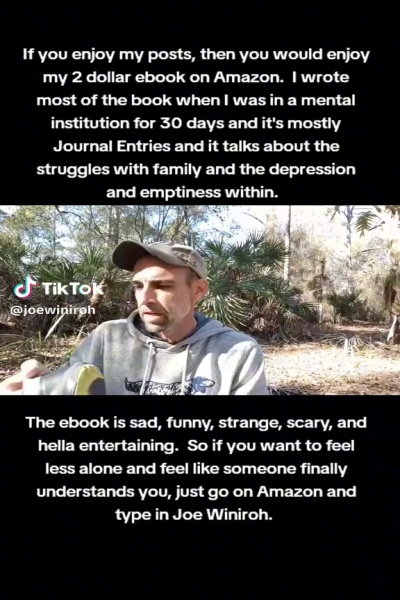 If you enjoy my posts, then you would enjoy
my 2 dollar ebook on Amazon.  I wrote
most of the book when I was in a mental
institution for 30 days and it's mostly
Journal Entries and it talks about the
struggles with family and the depression
and emptiness within.
TikTok
@joewiniroh
The ebook is sad, funny, strange, scary, and
hella entertaining.  So if you want to feel
less alone and feel like someone finally
understands you, just go on Amazon and
type in Joe Winiroh.